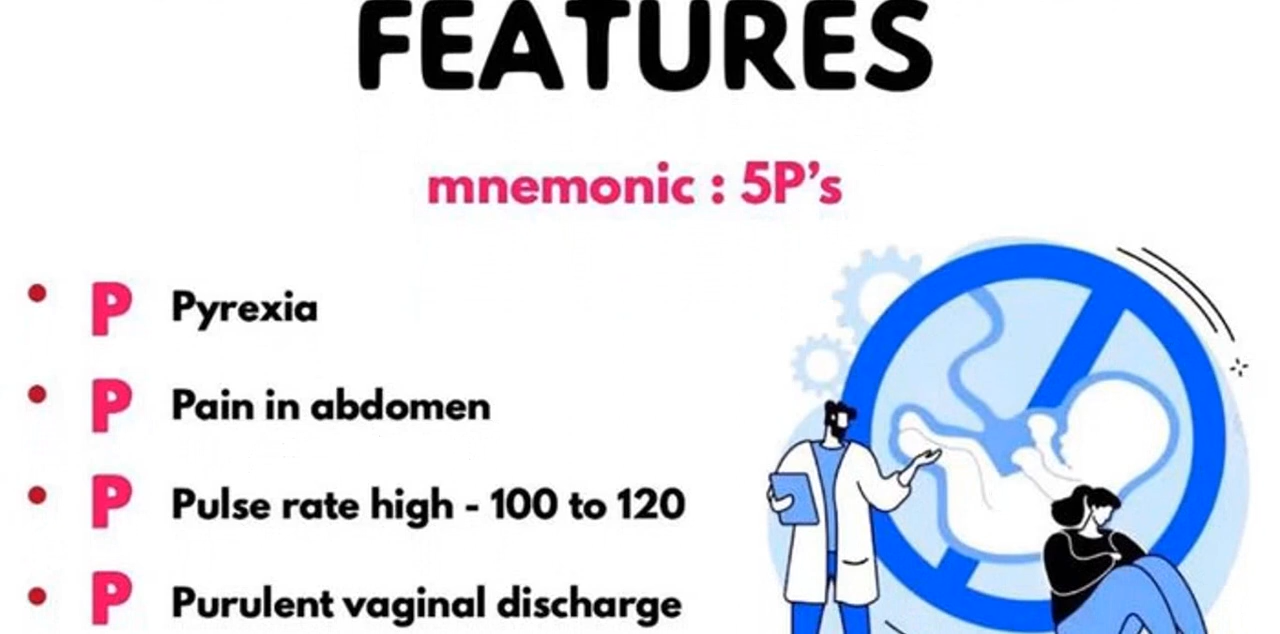 FEATURES
mnemonic : 5P's
• P Pyrexia
• P Pain in abdomen
• P Pulse rate high - 100 to 120
• P Purulent vaginal discharge